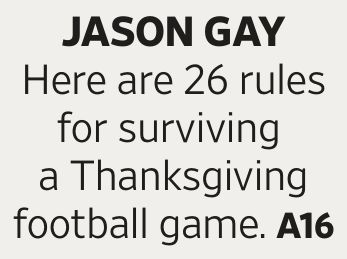 JASON GAY
Here are 26 rules
for surviving
a Thanksgiving
football game. A16